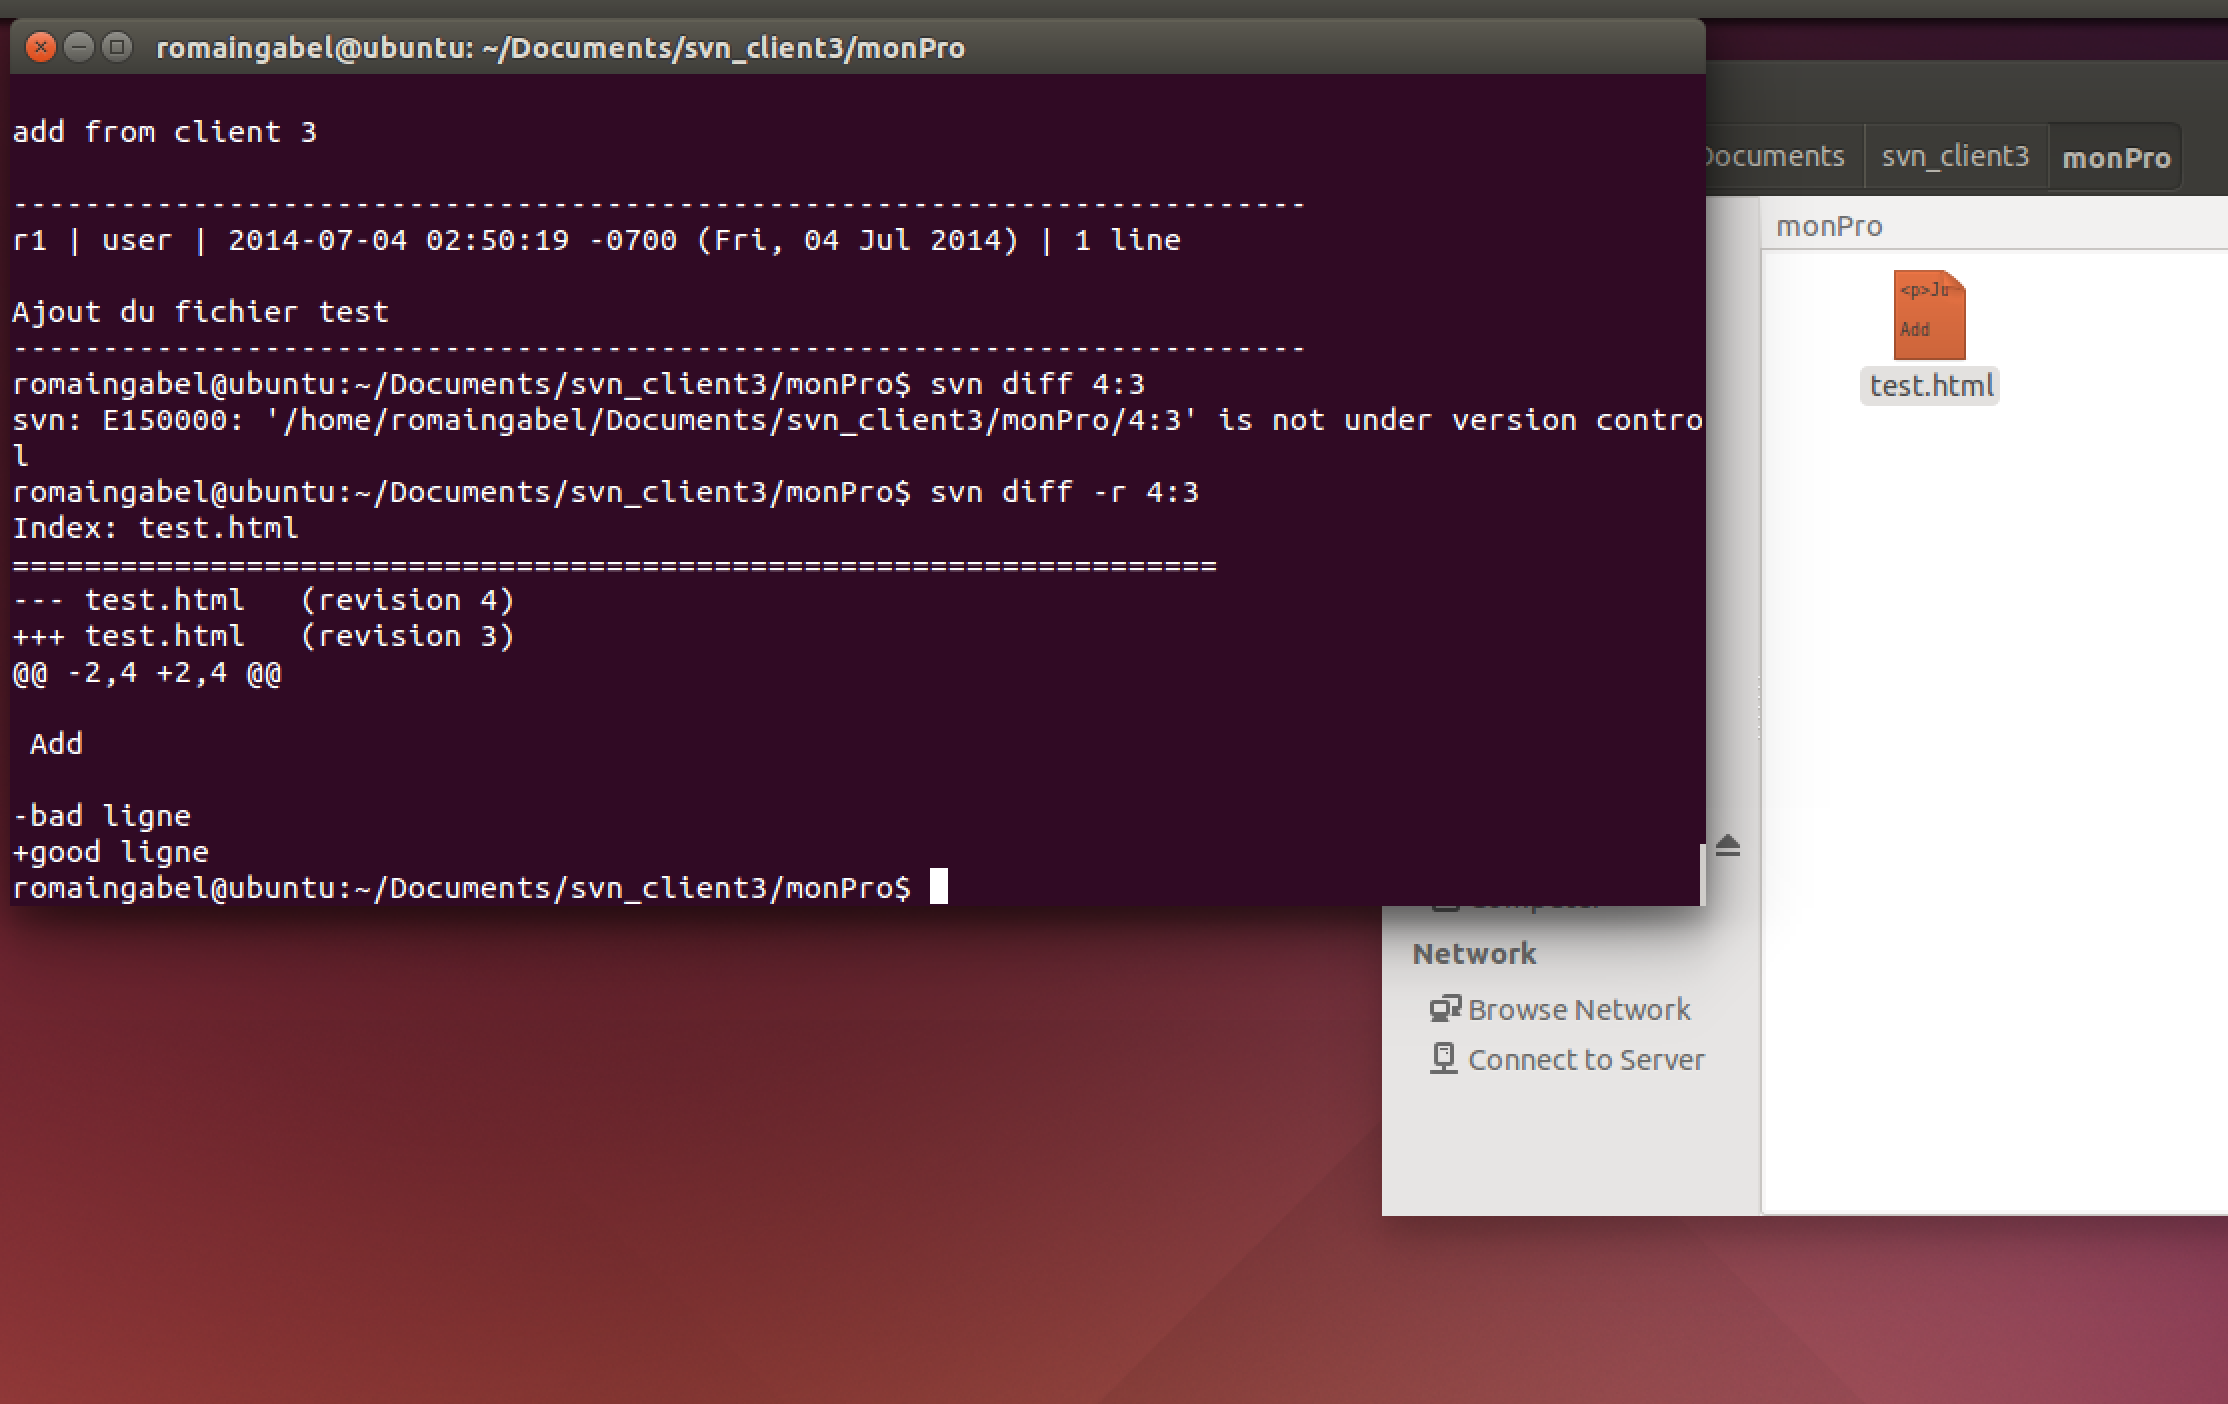 romaingabel@ubuntu: ~/Documents/svn_client3/monPro
add from client 3
------------------------------------------------------------------------
r1 | user | 2014-07-04 02:50:19 -0700 (Fri, 04 Jul 2014) | 1 line
Ajout du fichier test
------------------------------------------------------------------------
romaingabel@ubuntu:~/Documents/svn_client3/monPro$ svn diff 4:3
svn: E150000: '/home/romaingabel/Documents/svn_client3/monPro/4:3' is not under version contro
l
romaingabel@ubuntu:~/Documents/svn_client3/monPro$ svn diff -r 4:3
Index: test.html
===================================================================
--- test.html   (revision 4)
+++ test.html   (revision 3)
@@ -2,4 +2,4 @@
 Add
-bad ligne
+good ligne
romaingabel@ubuntu:~/Documents/svn_client3/monPro$
Documents svn_client3 monPro
monPro
<p>Ju
Add
test.html
Network
Browse Network
Connect to Server